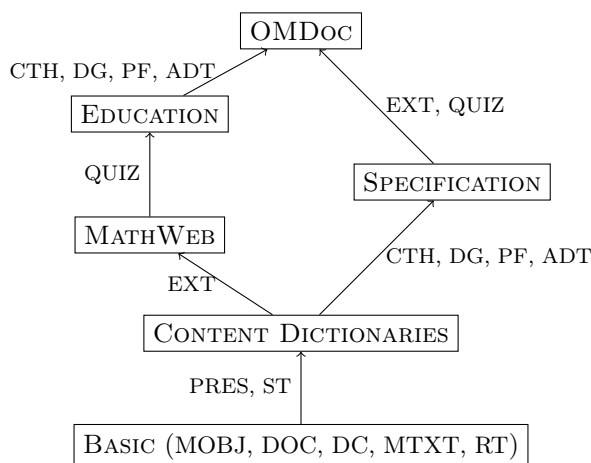 OMDoc
CTH, DG, PF, ADT
EXT, QUIZ
Education
QUIZ
Specification
MathWeb
CTH, DG, PF, ADT
EXT
Content Dictionaries
PRES, ST
Basic (MOBJ, DOC, DC, MTXT, RT)